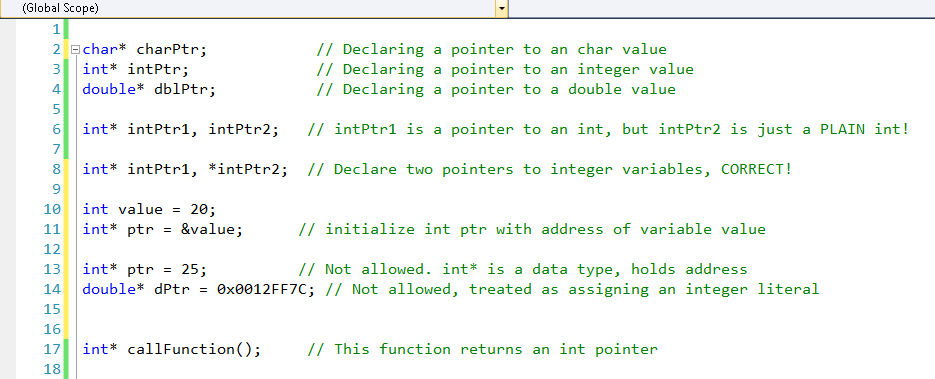 (Global Scope)
1
2 char* charPtr; // Declaring a pointer to an char value
3 int* intPtr; // Declaring a pointer to an integer value
4 double* dblPtr; // Declaring a pointer to a double value
5
6 int* intPtr1, intPtr2; // intPtr1 is a pointer to an int, but intPtr2 is just a PLAIN int!
7
8 int* intPtr1, *intPtr2; // Declare two pointers to integer variables, CORRECT!
9
10 int value = 20;
11 int* ptr = &value; // initialize int ptr with address of variable value
12
13 int* ptr = 25; // Not allowed. int* is a data type, holds address
14 double* dPtr = 0x0012FF7C; // Not allowed, treated as assigning an integer literal
15
16
17 int* callFunction(); // This function returns an int pointer
18